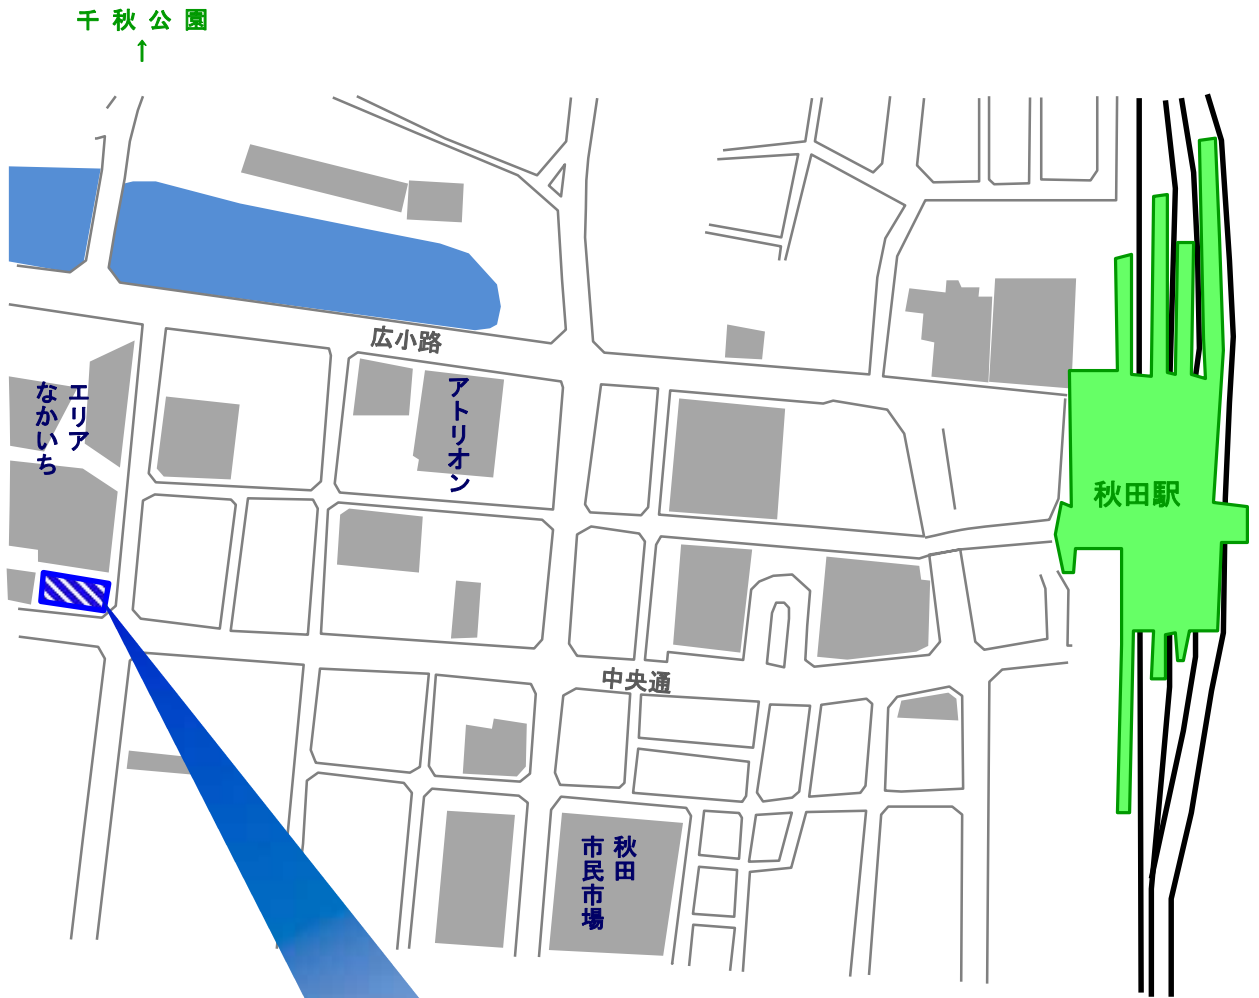 千秋公園
↑
広小路
エリア
なかいち
アトリオン
秋田駅
中央通
秋田
市民市場